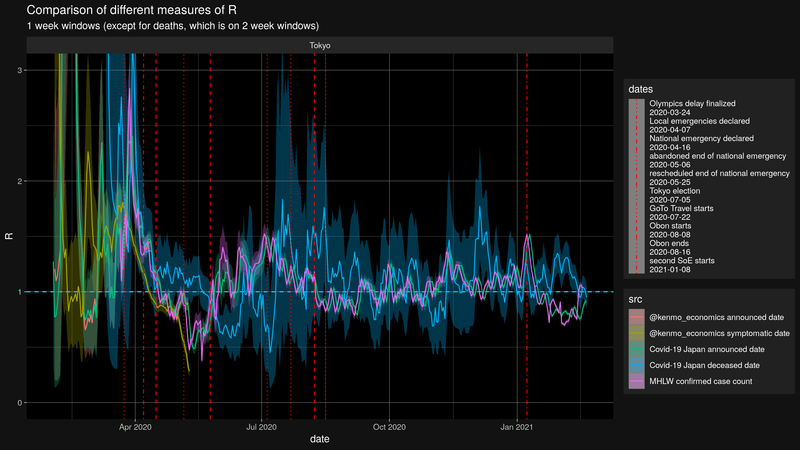 Comparison of different measures of R
1 week windows (except for deaths, which is on 2 week windows)
Tokyo
3
2
1
0
R
Apr 2020
Jul 2020
Oct 2020
Jan 2021
date
dates
Olympics delay finalized
2020-03-24
Local emergencies declared
2020-04-07
National emergency declared
2020-04-16
abandoned end of national emergency
2020-05-06
rescheduled end of national emergency
2020-05-25
Tokyo election
2020-07-05
GoTo Travel starts
2020-07-22
Obon starts
2020-08-08
Obon ends
2020-08-16
second SoE starts
2021-01-08
src
@kenmo_economics announced date
@kenmo_economics symptomatic date
Covid-19 Japan announced date
Covid-19 Japan deceased date
MHLW confirmed case count